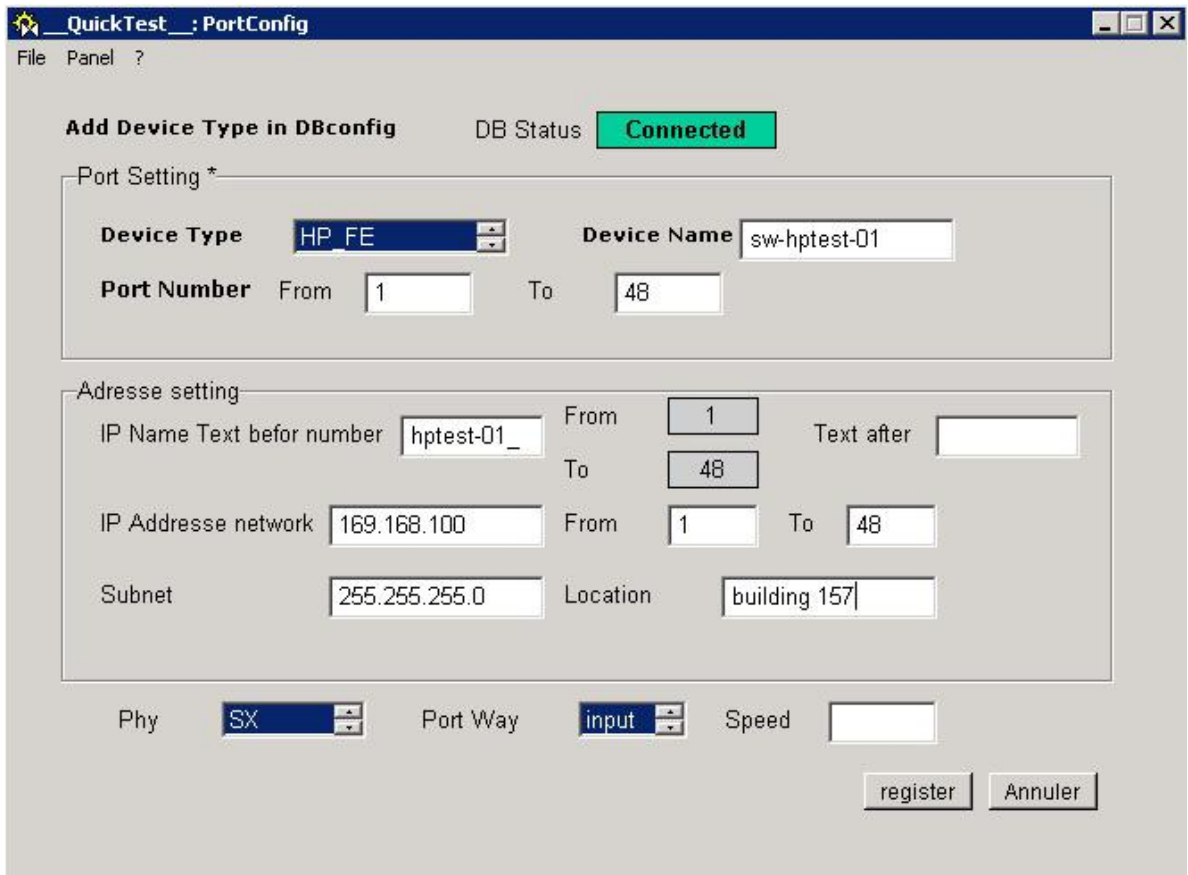 __QuickTest__: PortConfig
File Panel ?
Add Device Type in DBconfig DB Status Connected
Port Setting *
Device Type HP_FE Device Name sw-hptest-01
Port Number From 1 To 48
Adresse setting
IP Name Text befor number hptest-01_ From 1 Text after
To 48
IP Addresse network 169.168.100 From 1 To 48
Subnet 255.255.255.0 Location building 157
Phy SX Port Way input Speed
register Annuler